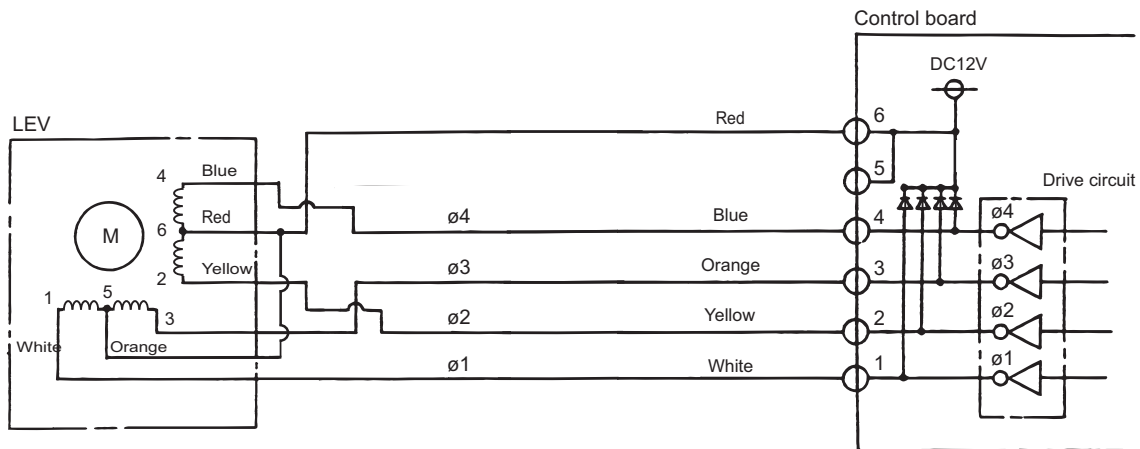 Control board
DC12V
LEV
Red
6
5
Drive circuit
4
Blue
ø4
Blue
4
ø4
Red
6
M
ø3
Orange
3
ø3
Yellow
2
1
5
3
ø2
Yellow
2
ø2
White
Orange
ø1
White
1
ø1